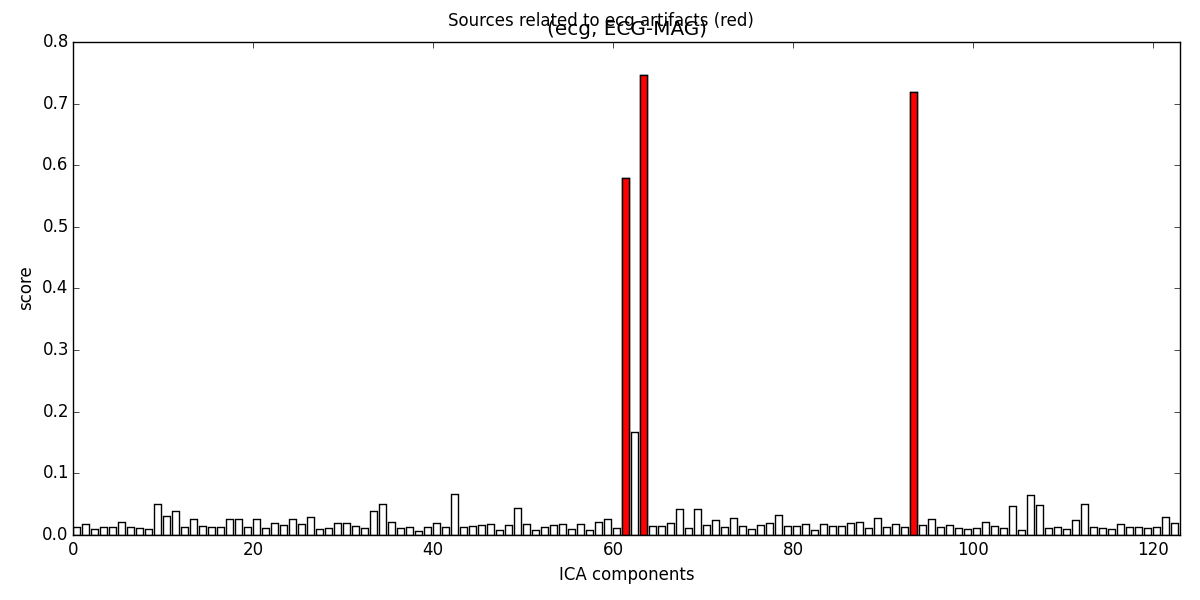 Sources related to ecg artifacts (red)
(ecg, ECG-MAG)
0.8
0.7
0.6
0.5
0.4
0.3
0.2
0.1
0.0
score
0 20 40 60 80 100 120
ICA components